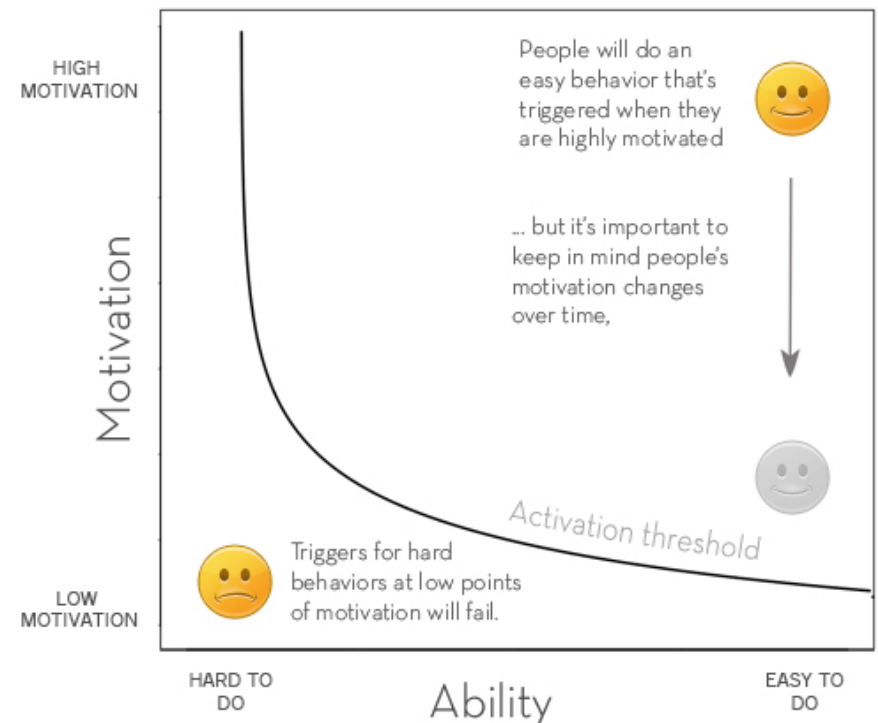 HIGH
MOTIVATION
People will do an
easy behavior that's
triggered when they
are highly motivated
... but it's important to
keep in mind people's
motivation changes
over time,
Motivation
Activation threshold
Triggers for hard
behaviors at low points
of motivation will fail.
LOW
MOTIVATION
HARD TO
DO
Ability
EASY TO
DO